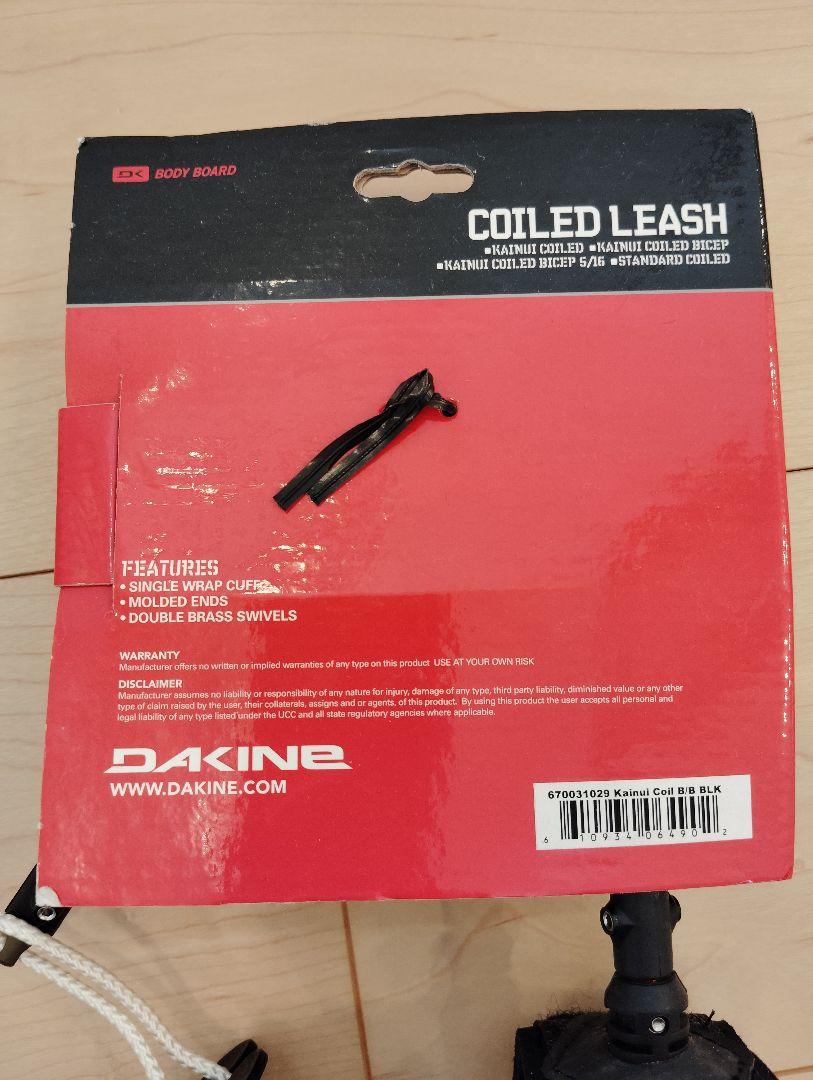 DK BODY BOARD
COILED LEASH
▪KAINUI COILED ▪KAINUI COILED BICEP
▪KAINUI COILED BICEP 5/16 ▪STANDARD COILED
FEATURES
• SINGLE WRAP CUFF
• MOLDED ENDS
• DOUBLE BRASS SWIVELS
WARRANTY
Manufacturer offers no written or implied warranties of any type on this product USE AT YOUR OWN RISK
DISCLAIMER
Manufacturer assumes no liability or responsibility of any nature for injury, damage of any type, third party liability, diminished value or any other
type of claim raised by the user, their collaterals, assigns and or agents, of this product. By using this product the user accepts all personal and
legal liability of any type listed under the UCC and all state regulatory agencies where applicable.
DAKINE
WWW.DAKINE.COM
670031029 Kainui Coil B/B BLK
6 10934 06490 2